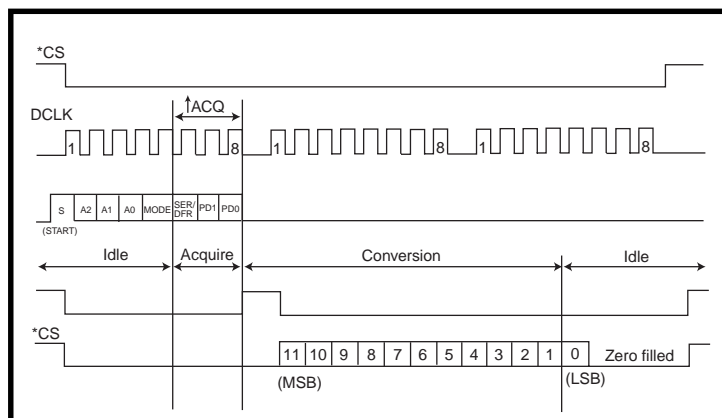 *CS
↑ACQ
DCLK
1 8 1 8 1 8
S A2 A1 A0 MODE SER/DFR PD1 PD0
(START)
Idle Acquire Conversion Idle
*CS
11 10 9 8 7 6 5 4 3 2 1 0 Zero filled
(MSB) (LSB)